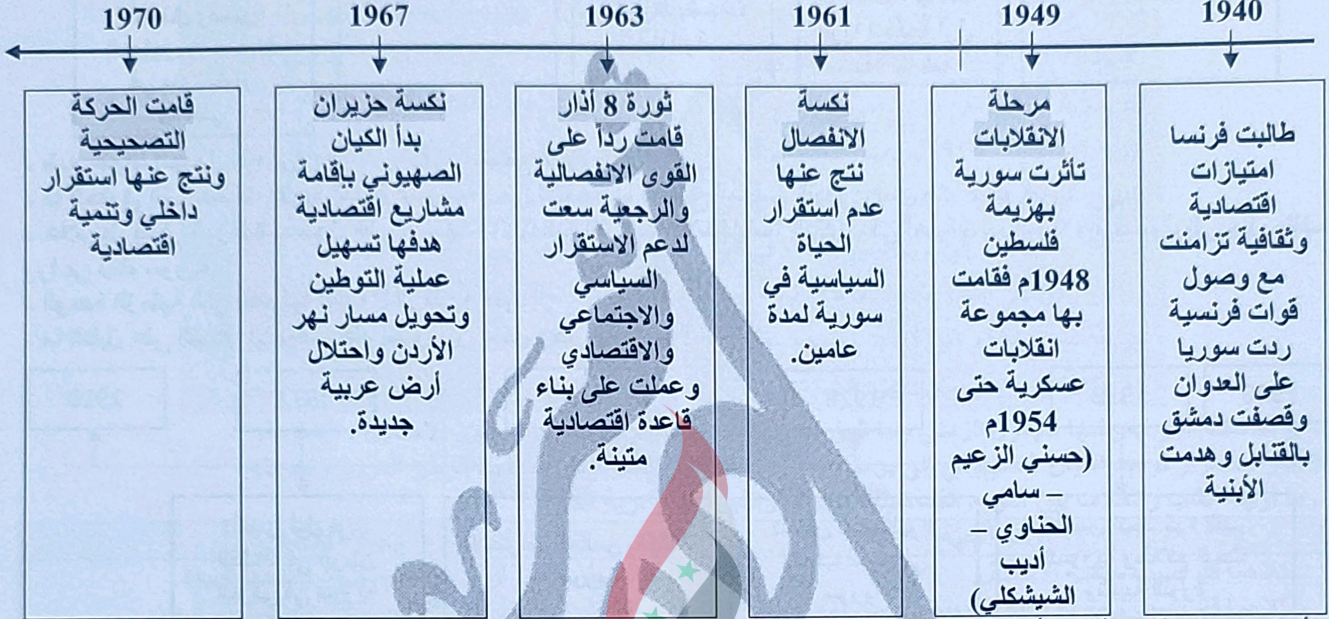 1940
1949
1961
1963
1967
1970
طالبت فرنسا
امتيازات
اقتصادية
وثقافية تزامنت
مع وصول
قوات فرنسية
ردت سوريا
على العدوان
وقصفت دمشق
بالقنابل وهدمت
الأبنية
مرحلة
الانقلابات
تأثرت سورية
بهزيمة
فلسطين
1948م فقامت
بها مجموعة
انقلابات
عسكرية حتى
1954م
(حسني الزعيم
– سامي
الحناوي –
أديب
الشيشكلي)
نكسة
الانفصال
نتج عنها
عدم استقرار
الحياة
السياسية في
سورية لمدة
عامين.
ثورة 8 أذار
قامت رداً على
القوى الانفصالية
والرجعية سعت
لدعم الاستقرار
السياسي
والاجتماعي
والاقتصادي
وعملت على بناء
قاعدة اقتصادية
متينة.
نكسة حزيران
بدأ الكيان
الصهيوني بإقامة
مشاريع اقتصادية
هدفها تسهيل
عملية التوطين
وتحويل مسار نهر
الأردن واحتلال
أرض عربية
جديدة.
قامت الحركة
التصحيحية
ونتج عنها استقرار
داخلي وتنمية
اقتصادية